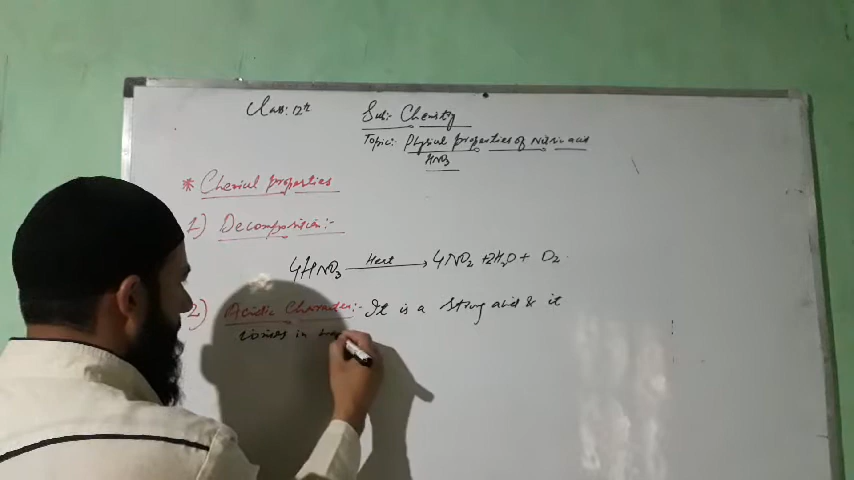 Class: 12th Sub:- Chemistry
Topic: Physical properties of Nitric acid
HNO3
* Chemical properties
1) Decomposition:-
4HNO3 Heat → 4NO2 + 2H2O + O2
2) Acidic Character:- It is a strong acid & it
ionises in